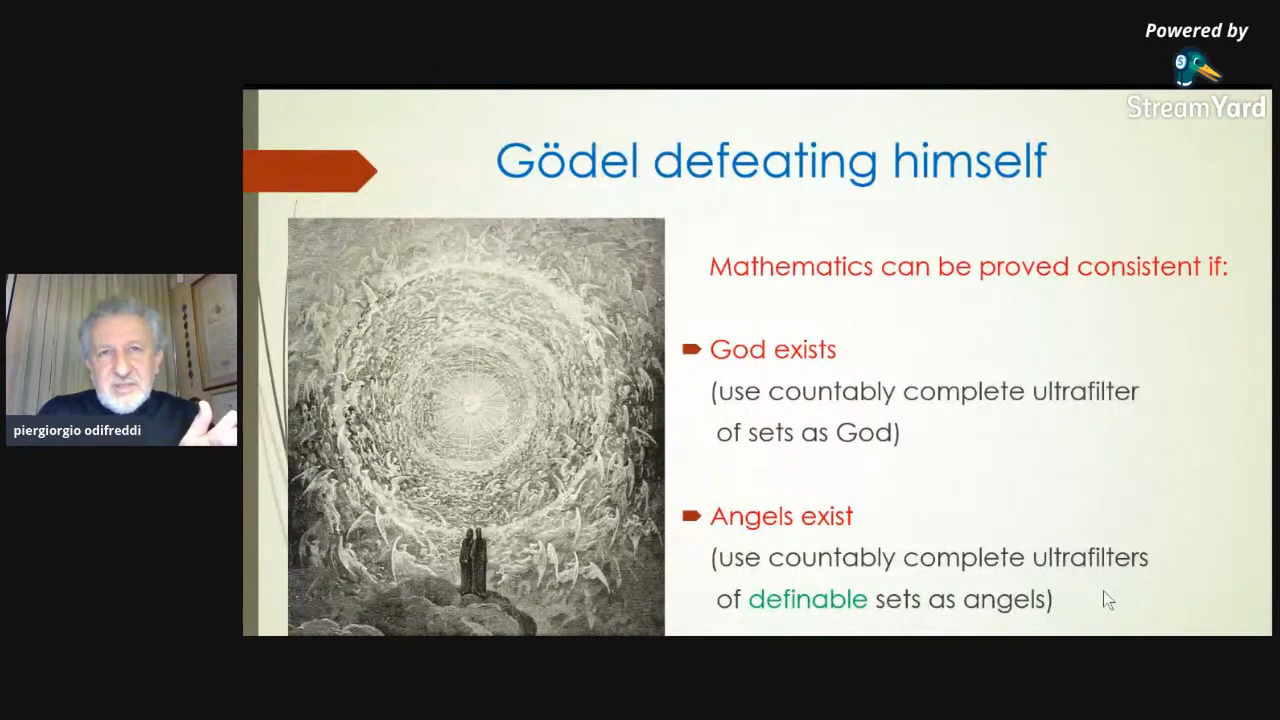 Powered by
S
StreamYard
Gödel defeating himself
Mathematics can be proved consistent if:
God exists
(use countably complete ultrafilter
of sets as God)
Angels exist
(use countably complete ultrafilters
of definable sets as angels)
piergiorgio odifreddi